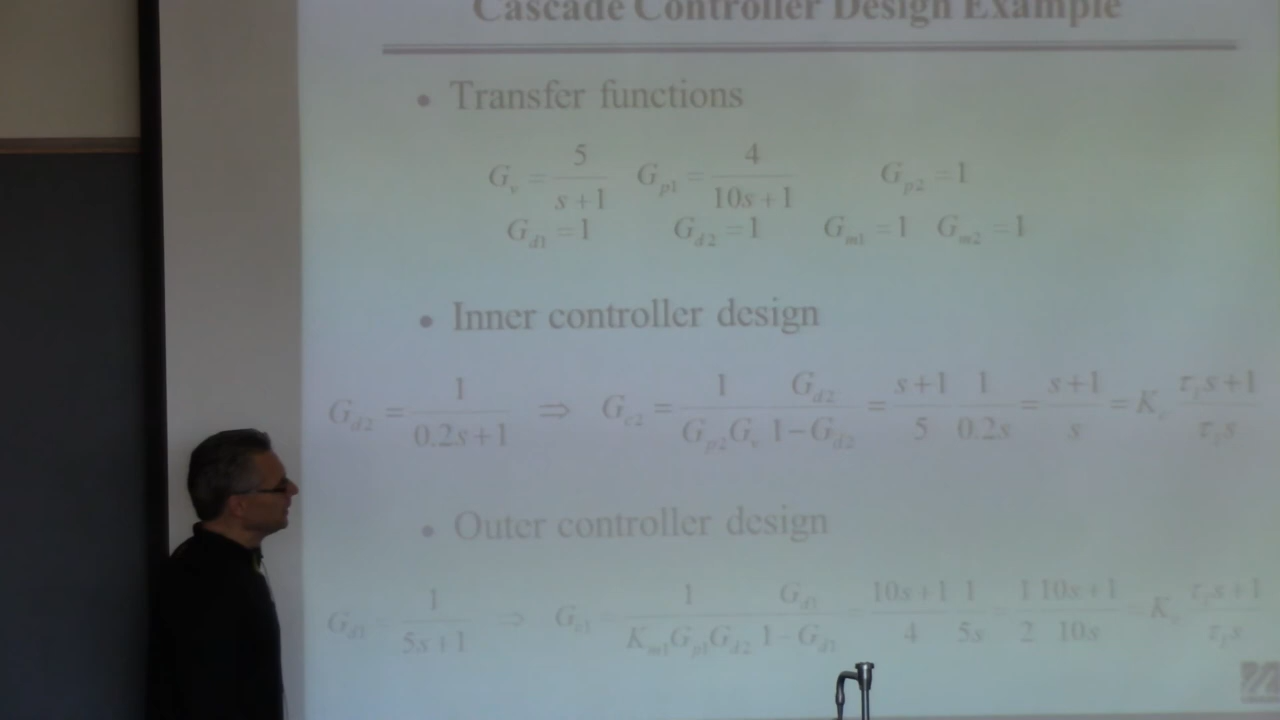 Cascade Controller Design Example
• Transfer functions
G_v = 5/(s+1) G_p1 = 4/(10s+1) G_p2 = 1
G_d1 = 1 G_d2 = 1 G_m1 = 1 G_m2 = 1
• Inner controller design
G_d2 = 1/(0.2s+1) ⇒ G_c2 = 1/(G_p2 G_v) G_d2/(1−G_d2) = (s+1)/5 1/(0.2s) = (s+1)/s = K_c (τ_I s+1)/(τ_I s)
• Outer controller design
G_d1 = 1/(5s+1) ⇒ G_c1 = 1/(K_m1 G_p1 G_d2) G_d1/(1−G_d1) = (10s+1)/4 1/(5s) = 1/2 (10s+1)/(10s) = K_c (τ_I s+1)/(τ_I s)